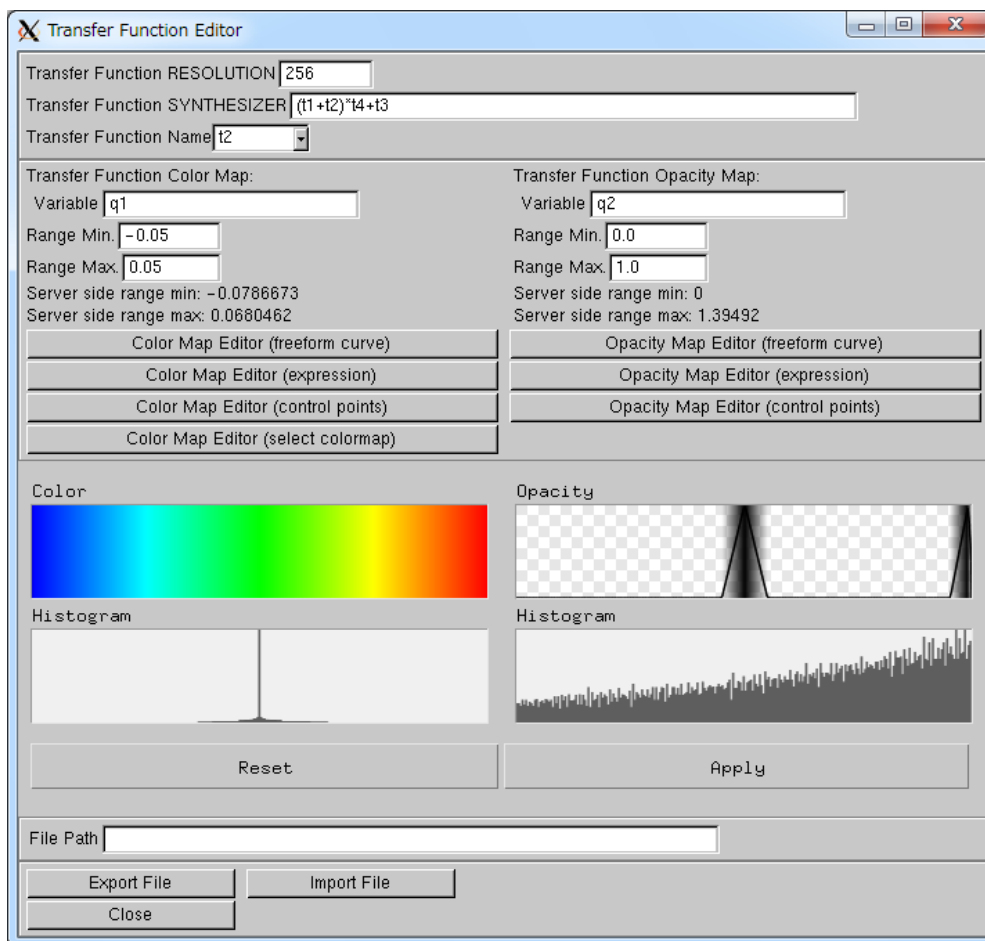 Transfer Function Editor
Transfer Function RESOLUTION 256
Transfer Function SYNTHESIZER (t1+t2)*t4+t3
Transfer Function Name t2
Transfer Function Color Map:
Variable q1
Range Min. -0.05
Range Max. 0.05
Server side range min: -0.0786673
Server side range max: 0.0680462
Color Map Editor (freeform curve)
Color Map Editor (expression)
Color Map Editor (control points)
Color Map Editor (select colormap)
Transfer Function Opacity Map:
Variable q2
Range Min. 0.0
Range Max. 1.0
Server side range min: 0
Server side range max: 1.39492
Opacity Map Editor (freeform curve)
Opacity Map Editor (expression)
Opacity Map Editor (control points)
Color
Histogram
Opacity
Histogram
Reset
Apply
File Path
Export File
Import File
Close